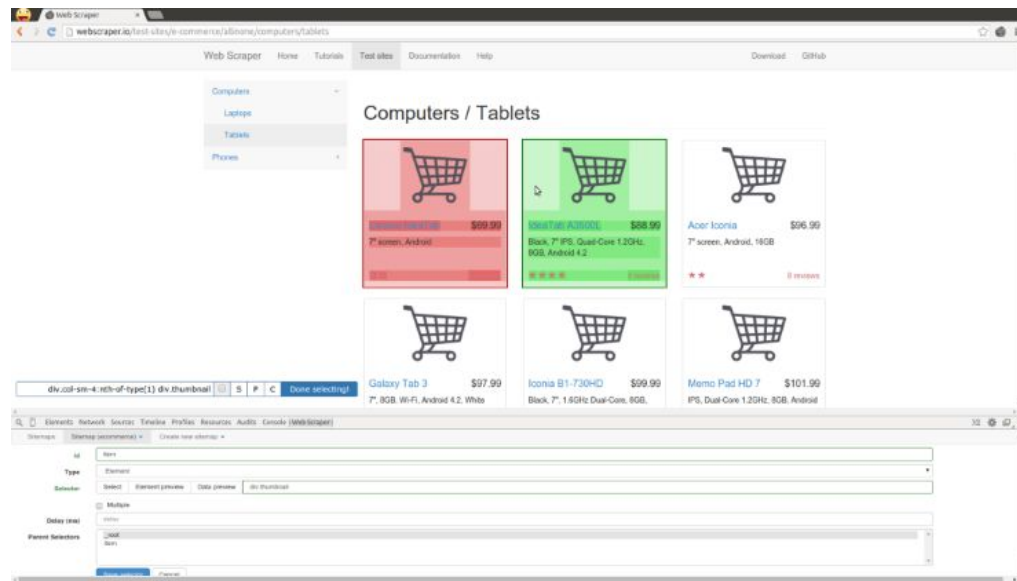 Web Scraper
webscraper.io/test-sites/e-commerce/allinone/computers/tablets
Web Scraper Home Tutorials Test sites Documentation Help Download GitHub
Computers
Laptops
Tablets
Phones
Computers / Tablets
$69.99
7" screen, Android
IdeaTab A3500L $88.99
Black, 7" IPS, Quad-Core 1.2GHz, 8GB, Android 4.2
Acer Iconia $96.99
7" screen, Android, 16GB
8 reviews
Galaxy Tab 3 $97.99
7", 8GB, Wi-Fi, Android 4.2, White
Iconia B1-730HD $99.99
Black, 7", 1.6GHz Dual-Core, 8GB,
Memo Pad HD 7 $101.99
IPS, Dual-Core 1.2GHz, 8GB, Android
div.col-sm-4:nth-of-type(1) div.thumbnail S P C Done selecting!
Elements Network Sources Timeline Profiles Resources Audits Console Web Scraper
Sitemaps Sitemap (ecommerce) Create new sitemap
Id item
Type Element
Selector Select Element preview Data preview div.thumbnail
Multiple
Delay (ms) delay
Parent Selectors _root
item
Save selector Cancel